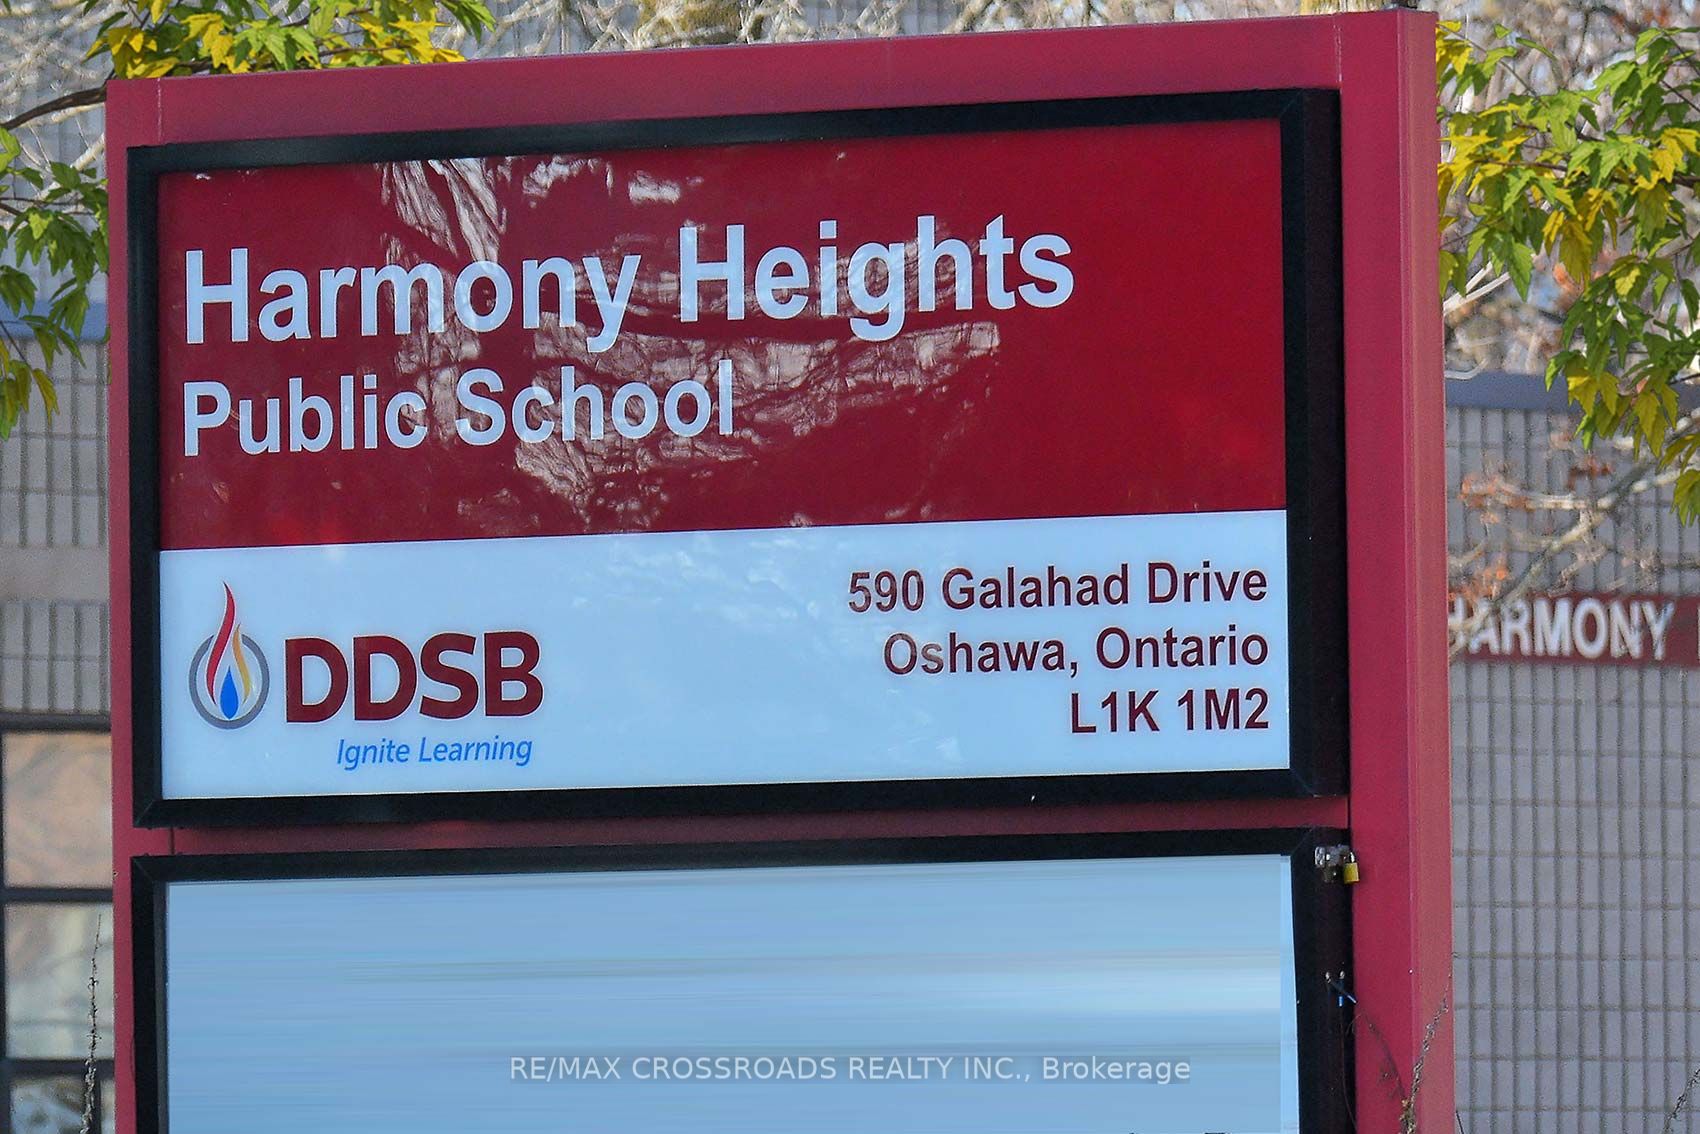 Harmony Heights
Public School
590 Galahad Drive
Oshawa, Ontario
L1K 1M2
DDSB
Ignite Learning
HARMONY
RE/MAX CROSSROADS REALTY INC., Brokerage